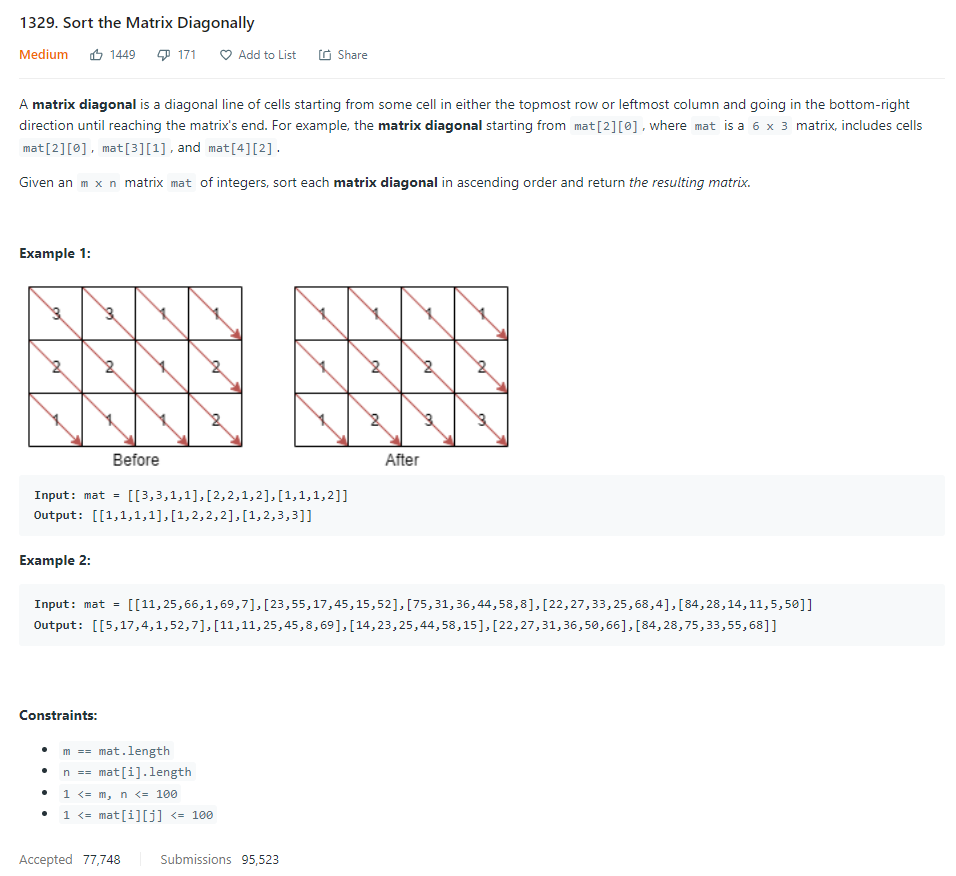 1329. Sort the Matrix Diagonally
Medium 1449 171 Add to List Share
A matrix diagonal is a diagonal line of cells starting from some cell in either the topmost row or leftmost column and going in the bottom-right
direction until reaching the matrix's end. For example, the matrix diagonal starting from mat[2][0], where mat is a 6 x 3 matrix, includes cells
mat[2][0], mat[3][1], and mat[4][2].
Given an m x n matrix mat of integers, sort each matrix diagonal in ascending order and return the resulting matrix.
Example 1:
3 3 1 1 1 1 1 1
2 2 1 2 1 2 2 2
1 1 1 2 1 2 3 3
Before After
Input: mat = [[3,3,1,1],[2,2,1,2],[1,1,1,2]]
Output: [[1,1,1,1],[1,2,2,2],[1,2,3,3]]
Example 2:
Input: mat = [[11,25,66,1,69,7],[23,55,17,45,15,52],[75,31,36,44,58,8],[22,27,33,25,68,4],[84,28,14,11,5,50]]
Output: [[5,17,4,1,52,7],[11,11,25,45,8,69],[14,23,25,44,58,15],[22,27,31,36,50,66],[84,28,75,33,55,68]]
Constraints:
• m == mat.length
• n == mat[i].length
• 1 <= m, n <= 100
• 1 <= mat[i][j] <= 100
Accepted 77,748 Submissions 95,523